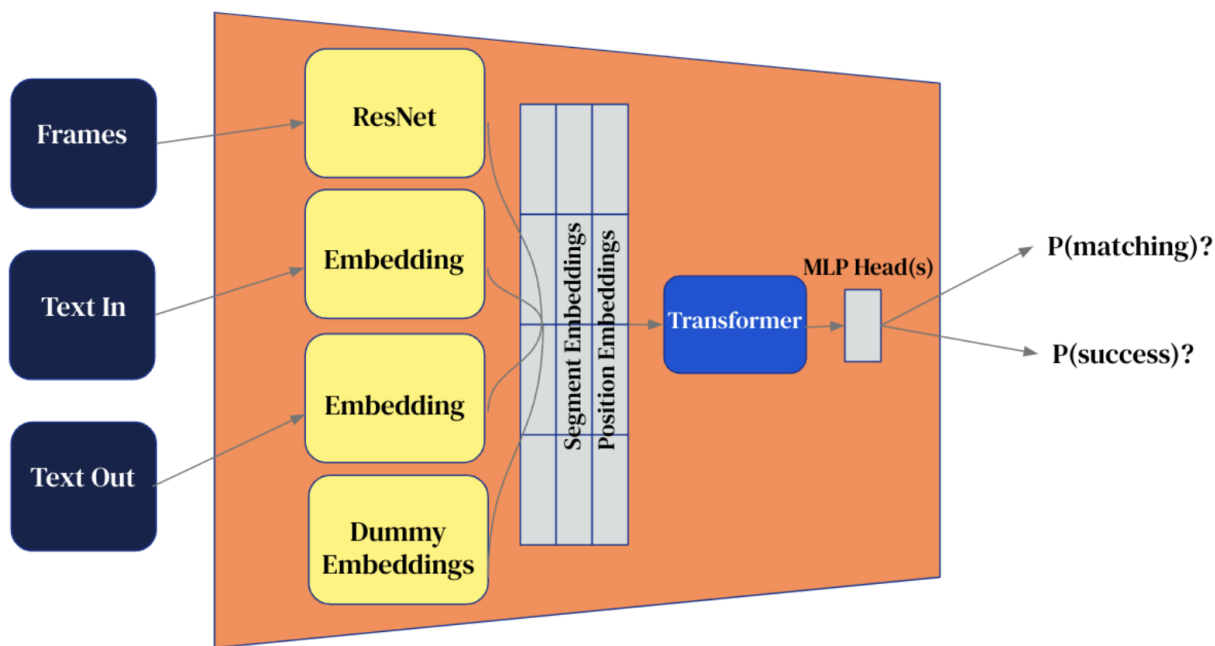 Frames
Text In
Text Out
ResNet
Embedding
Embedding
Dummy
Embeddings
Segment Embeddings
Position Embeddings
Transformer
MLP Head(s)
P(matching)?
P(success)?